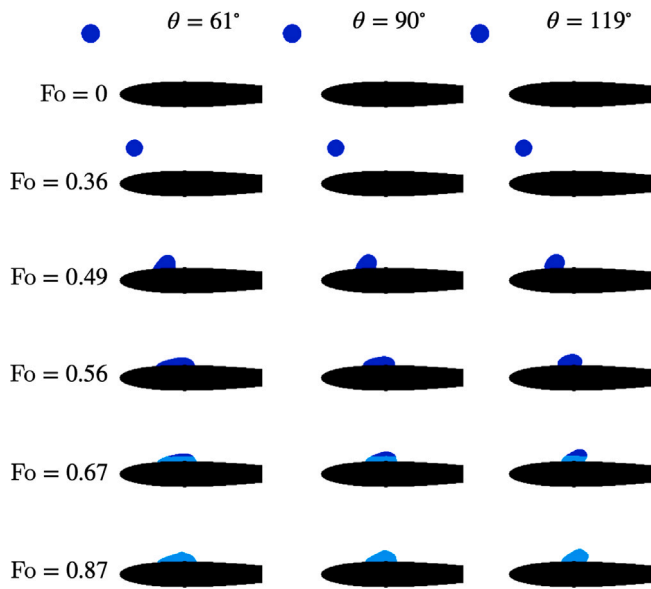 θ = 61° θ = 90° θ = 119°
Fo = 0
Fo = 0.36
Fo = 0.49
Fo = 0.56
Fo = 0.67
Fo = 0.87